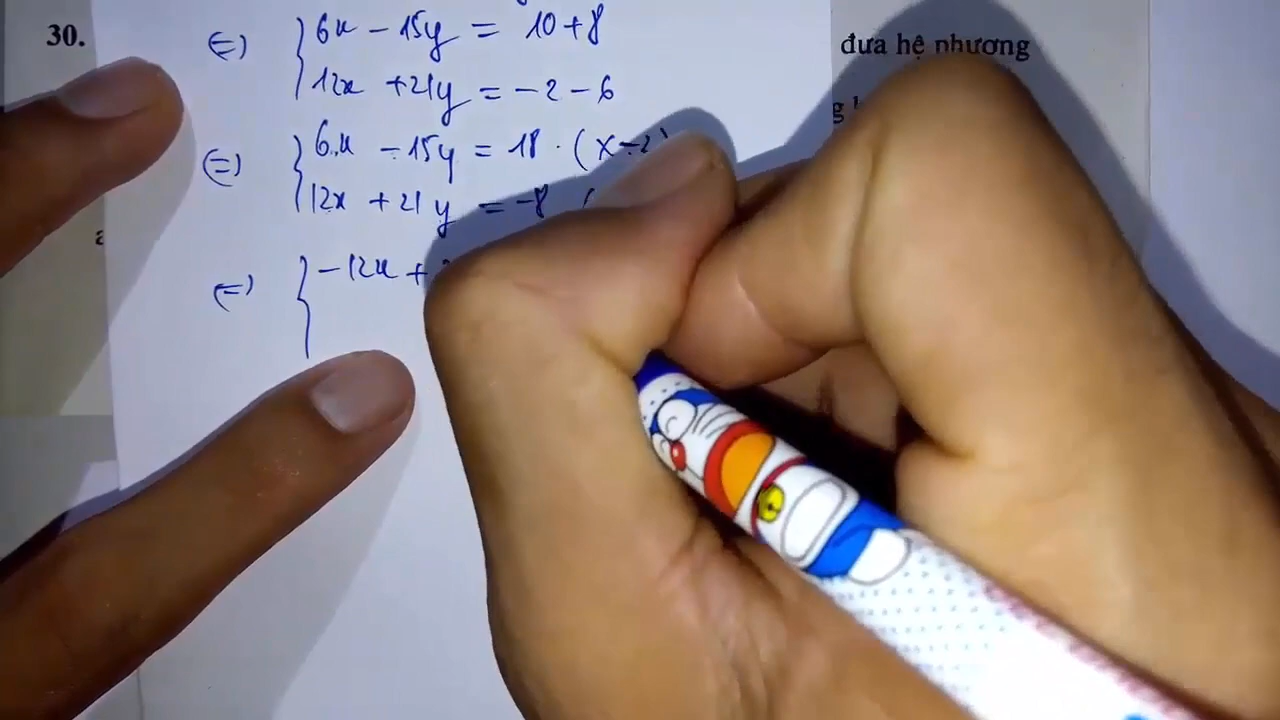 30.
⇔ { 6x - 15y = 10 + 8
12x + 21y = -2 - 6
⇔ { 6x - 15y = 18 · (x-2)
12x + 21y = -8 (
⇔ { -12x +
đưa hệ phương